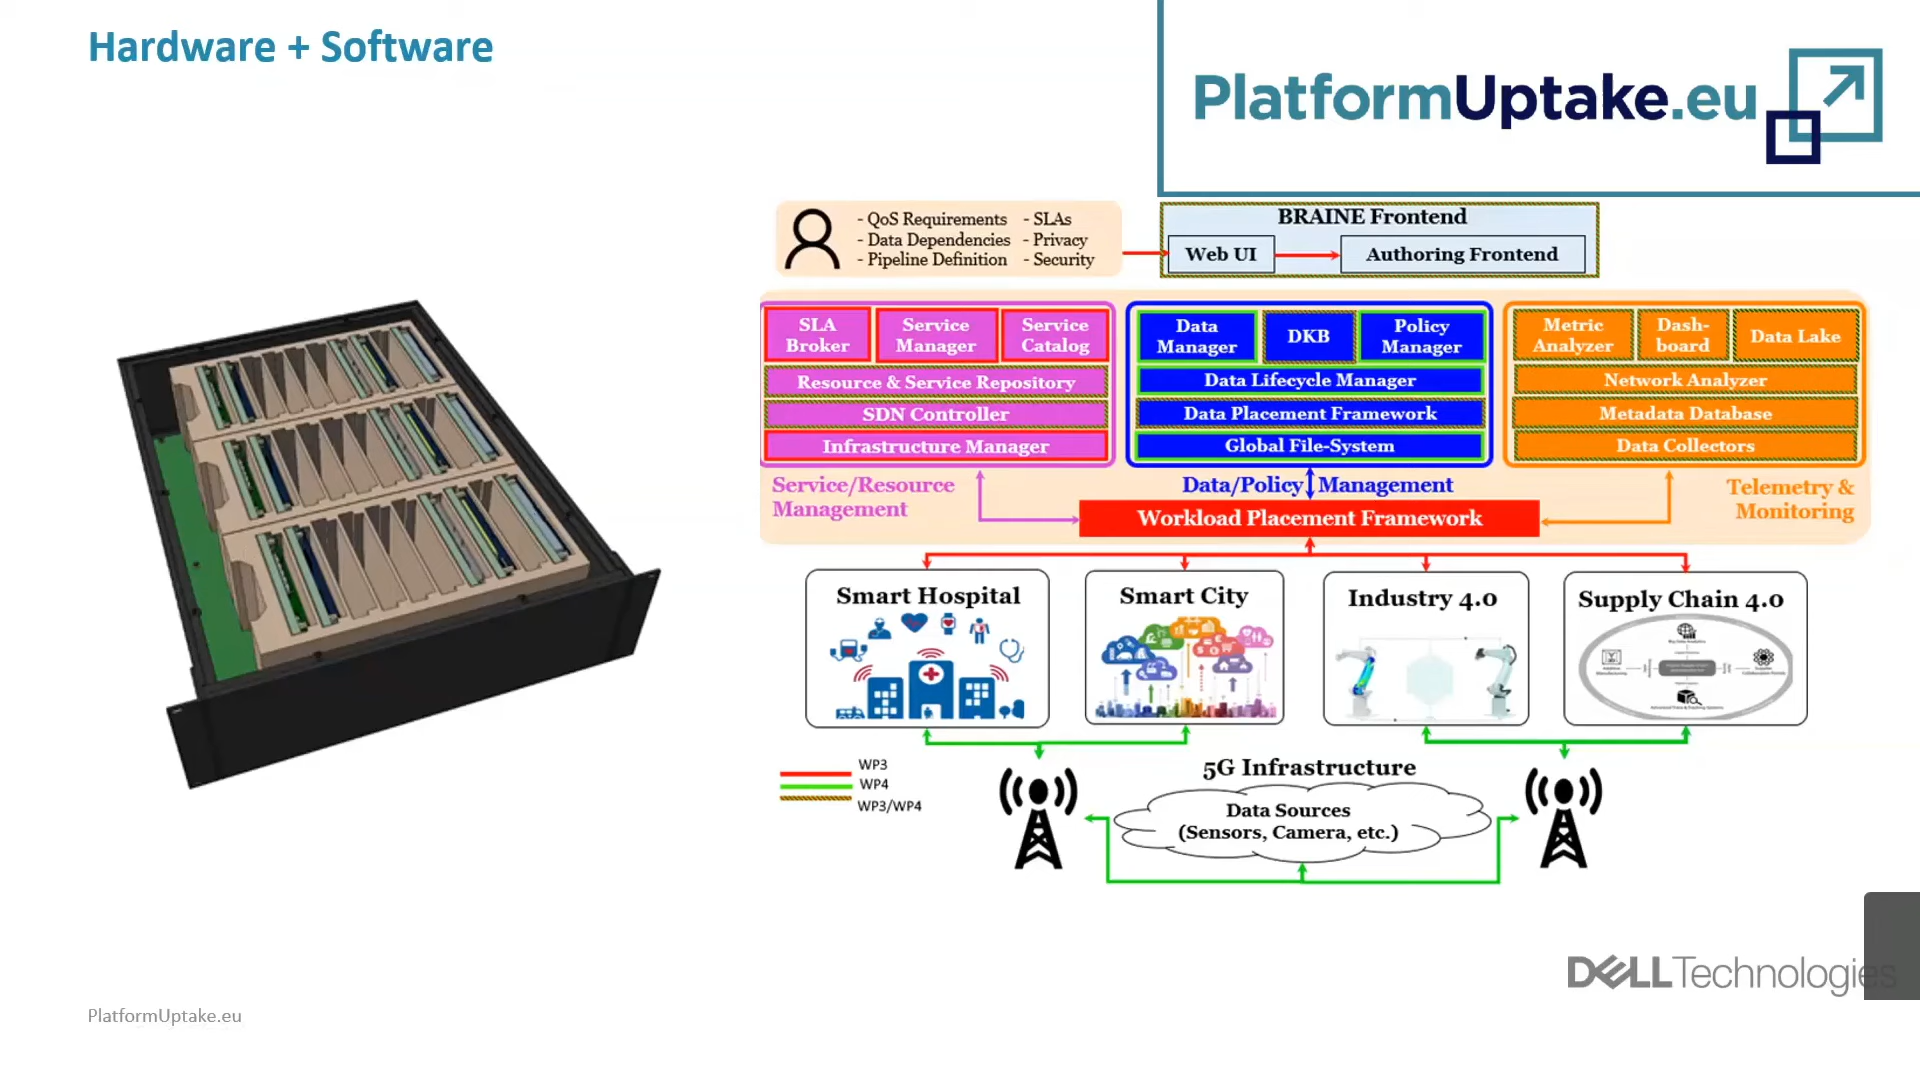 Hardware + Software
PlatformUptake.eu
- QoS Requirements - SLAs
- Data Dependencies - Privacy
- Pipeline Definition - Security
BRAINE Frontend
Web UI
Authoring Frontend
SLA
Broker
Service
Manager
Service
Catalog
Resource & Service Repository
SDN Controller
Infrastructure Manager
Service/Resource
Management
Data
Manager
DKB
Policy
Manager
Data Lifecycle Manager
Data Placement Framework
Global File-System
Data/Policy Management
Metric
Analyzer
Dash-
board
Data Lake
Network Analyzer
Metadata Database
Data Collectors
Telemetry &
Monitoring
Workload Placement Framework
Smart Hospital
Smart City
Industry 4.0
Supply Chain 4.0
WP3
WP4
WP3/WP4
5G Infrastructure
Data Sources
(Sensors, Camera, etc.)
DELL Technologies
PlatformUptake.eu